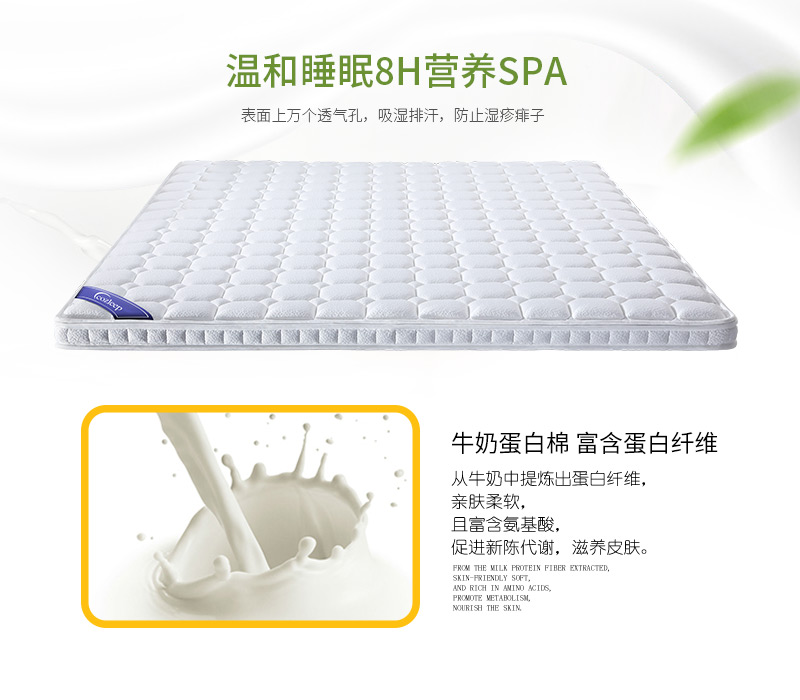 温和睡眠8H营养SPA
表面上万个透气孔，吸湿排汗，防止湿疹痱子
cozleep
牛奶蛋白棉 富含蛋白纤维
从牛奶中提炼出蛋白纤维，
亲肤柔软，
且富含氨基酸，
促进新陈代谢，滋养皮肤。
FROM THE MILK PROTEIN FIBER EXTRACTED,
SKIN-FRIENDLY SOFT,
AND RICH IN AMINO ACIDS,
PROMOTE METABOLISM,
NOURISH THE SKIN.